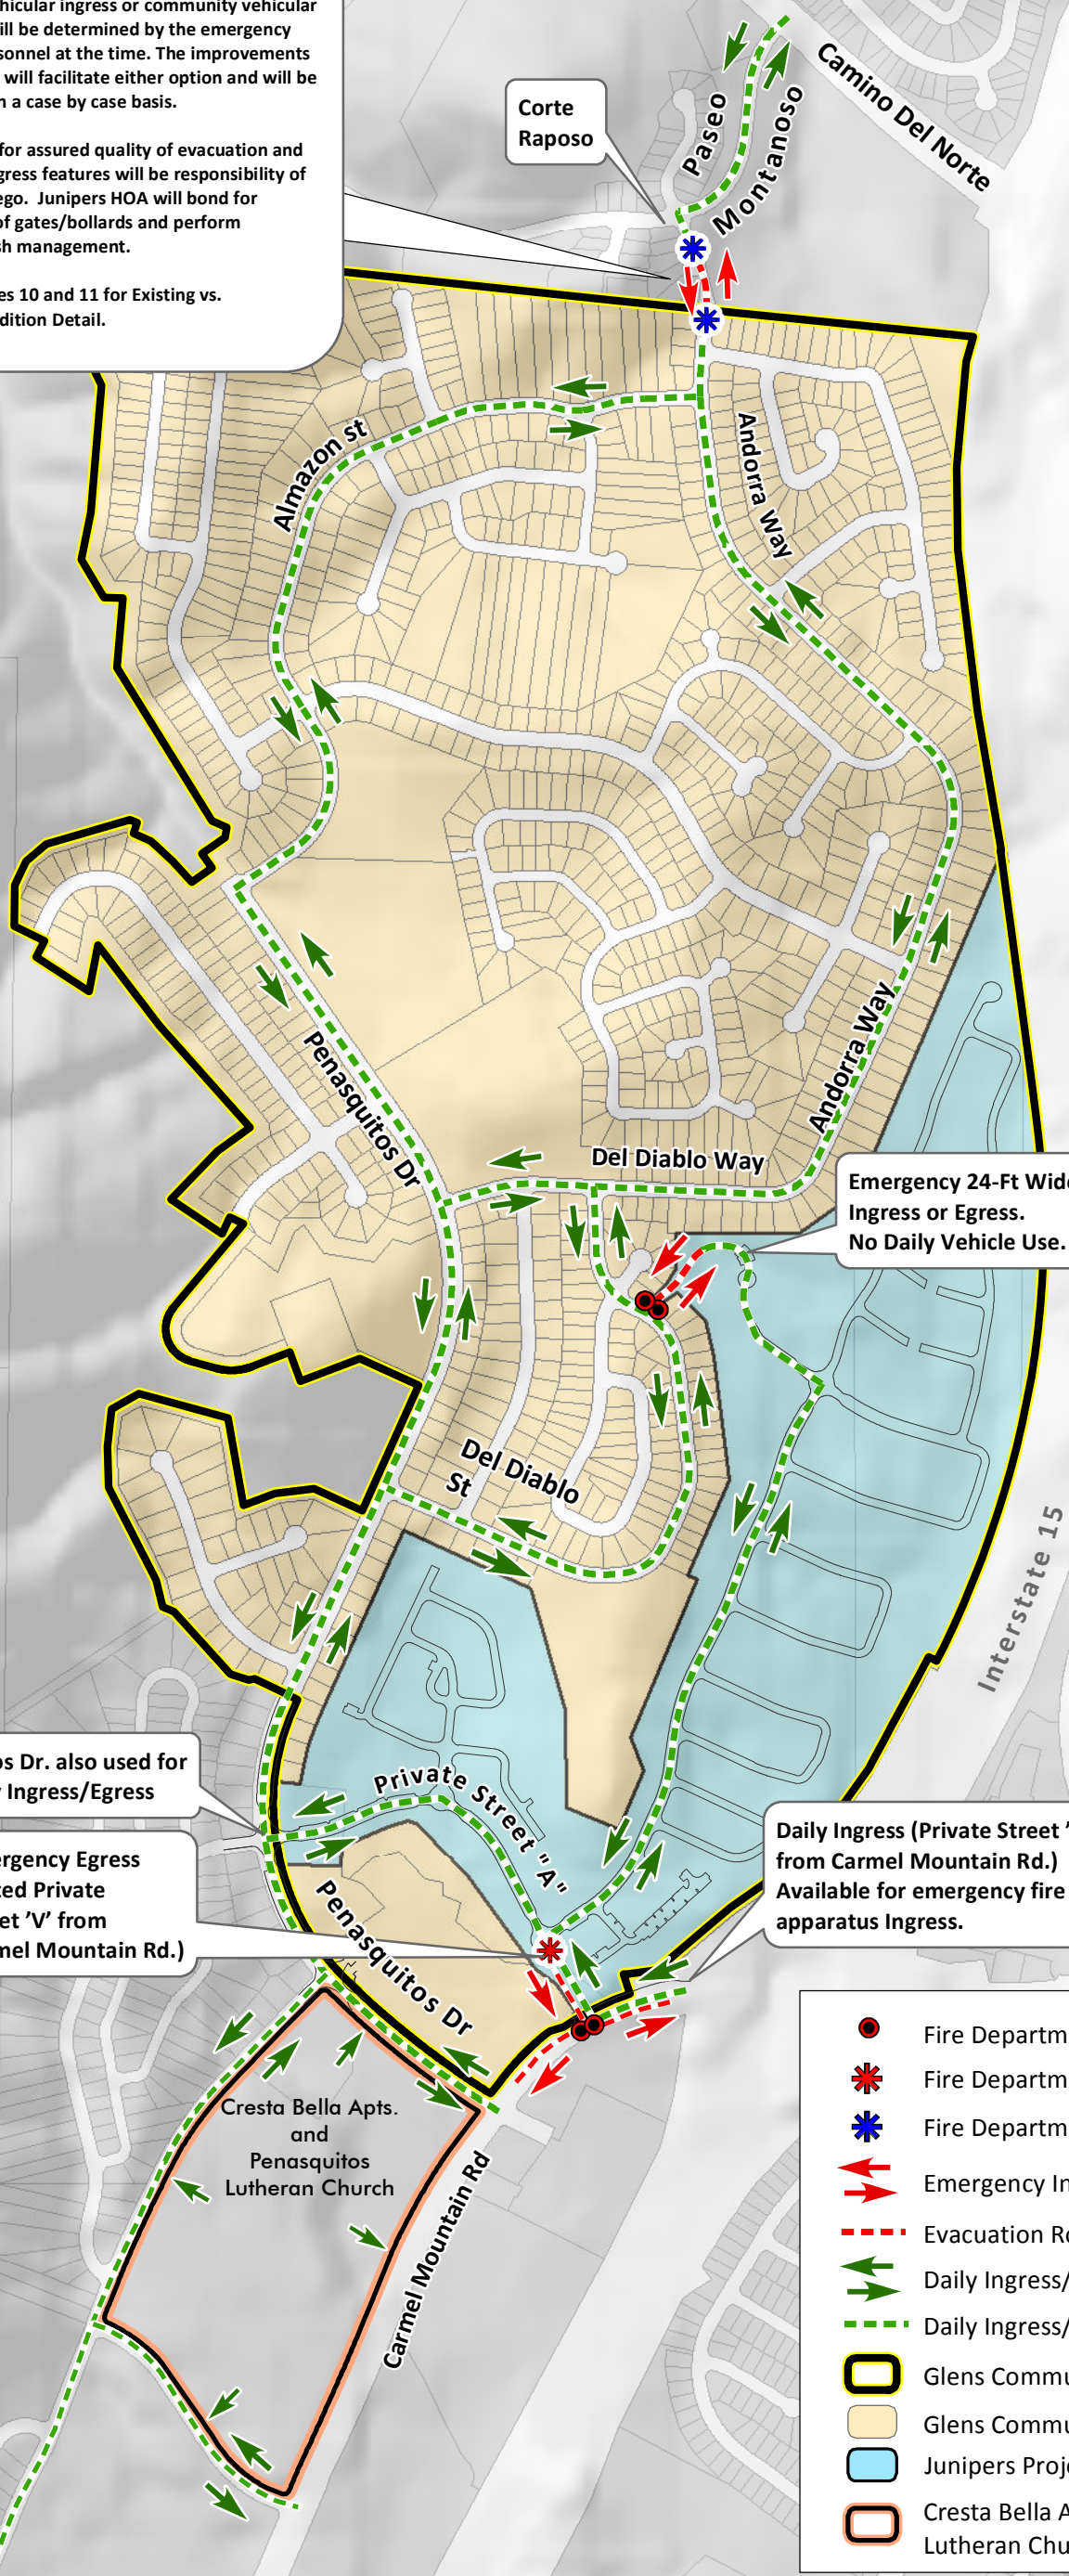 hicular ingress or community vehicular
ill be determined by the emergency
sonnel at the time. The improvements
will facilitate either option and will be
n a case by case basis.
for assured quality of evacuation and
gress features will be responsibility of
ego. Junipers HOA will bond for
of gates/bollards and perform
sh management.
es 10 and 11 for Existing vs.
dition Detail.
Corte
Raposo
Paseo
Montanoso
Camino Del Norte
Almazon st
Andorra Way
Penasquitos Dr
Andorra Way
Del Diablo Way
Emergency 24-Ft Wide
Ingress or Egress.
No Daily Vehicle Use.
Del Diablo
St
Interstate 15
os Dr. also used for
y Ingress/Egress
Private Street "A"
ergency Egress
ted Private
et 'V' from
mel Mountain Rd.)
Daily Ingress (Private Street '
from Carmel Mountain Rd.)
Available for emergency fire
apparatus Ingress.
Penasquitos Dr
Cresta Bella Apts.
and
Penasquitos
Lutheran Church
Carmel Mountain Rd
Fire Departm
Fire Departm
Fire Departm
Emergency In
Evacuation Ro
Daily Ingress/
Daily Ingress/
Glens Commu
Glens Commu
Junipers Proje
Cresta Bella A
Lutheran Chu